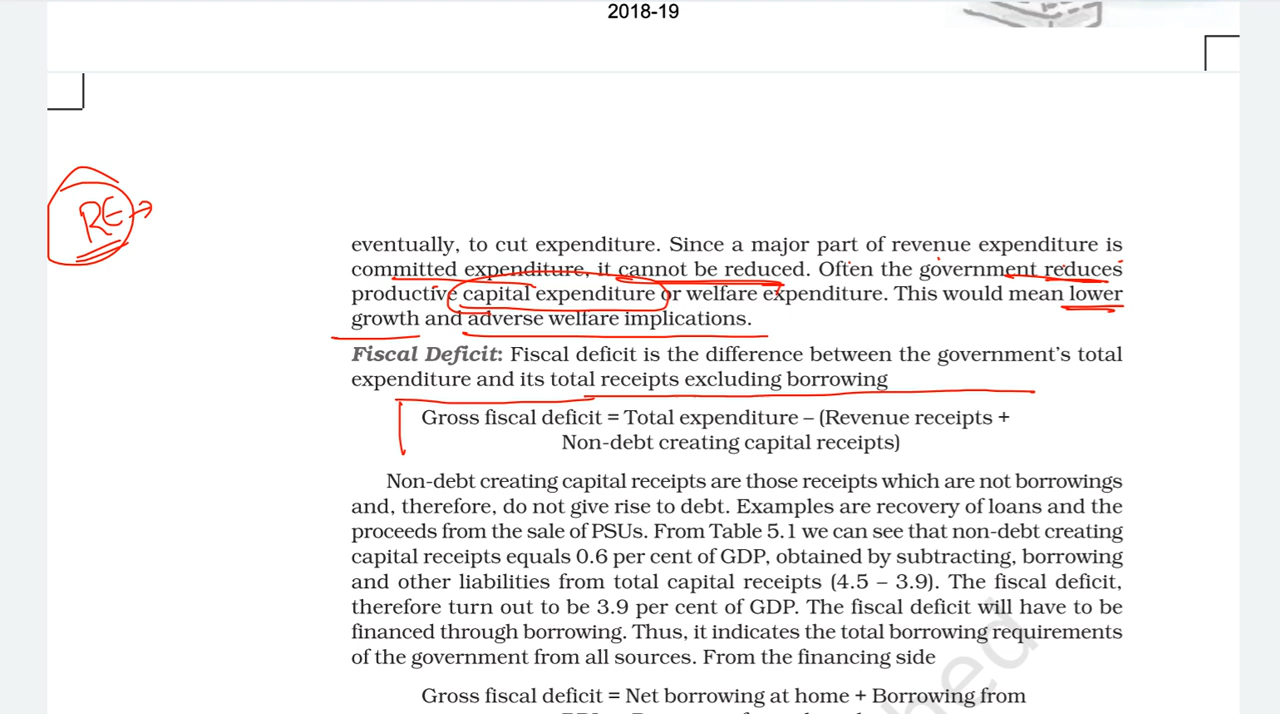 2018-19
RE
eventually, to cut expenditure. Since a major part of revenue expenditure is
committed expenditure, it cannot be reduced. Often the government reduces
productive capital expenditure or welfare expenditure. This would mean lower
growth and adverse welfare implications.
Fiscal Deficit: Fiscal deficit is the difference between the government's total
expenditure and its total receipts excluding borrowing
Gross fiscal deficit = Total expenditure – (Revenue receipts +
Non-debt creating capital receipts)
Non-debt creating capital receipts are those receipts which are not borrowings
and, therefore, do not give rise to debt. Examples are recovery of loans and the
proceeds from the sale of PSUs. From Table 5.1 we can see that non-debt creating
capital receipts equals 0.6 per cent of GDP, obtained by subtracting, borrowing
and other liabilities from total capital receipts (4.5 – 3.9). The fiscal deficit,
therefore turn out to be 3.9 per cent of GDP. The fiscal deficit will have to be
financed through borrowing. Thus, it indicates the total borrowing requirements
of the government from all sources. From the financing side
Gross fiscal deficit = Net borrowing at home + Borrowing from